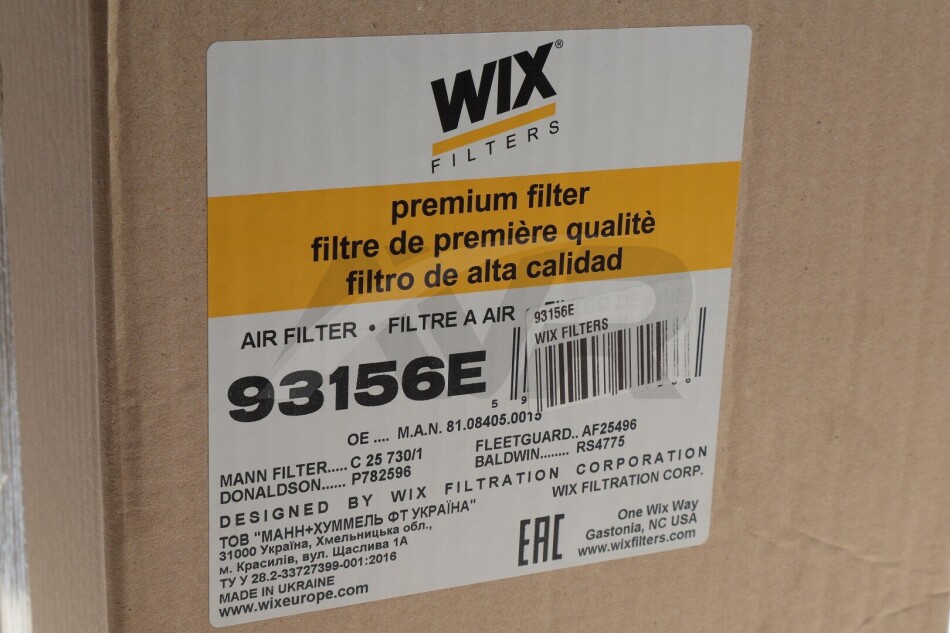 WIX®
FILTERS
premium filter
filtre de première qualitè
filtro de alta calidad
AIR FILTER • FILTRE A AIR
93156E
WIX FILTERS
93156E
5 9
OE .... M.A.N. 81.08405.0015
MANN FILTER..... C 25 730/1
DONALDSON...... P782596
FLEETGUARD.. AF25496
BALDWIN........ RS4775
DESIGNED BY WIX FILTRATION CORPORATION
WIX FILTRATION CORP.
ТОВ "МАНН+ХУММЕЛЬ ФТ УКРАЇНА"
31000 Україна, Хмельницька обл.,
м. Красилів, вул. Щаслива 1А
ТУ У 28.2-33727399-001:2016
MADE IN UKRAINE
www.wixeurope.com
EAC
One Wix Way
Gastonia, NC USA
www.wixfilters.com
AVR